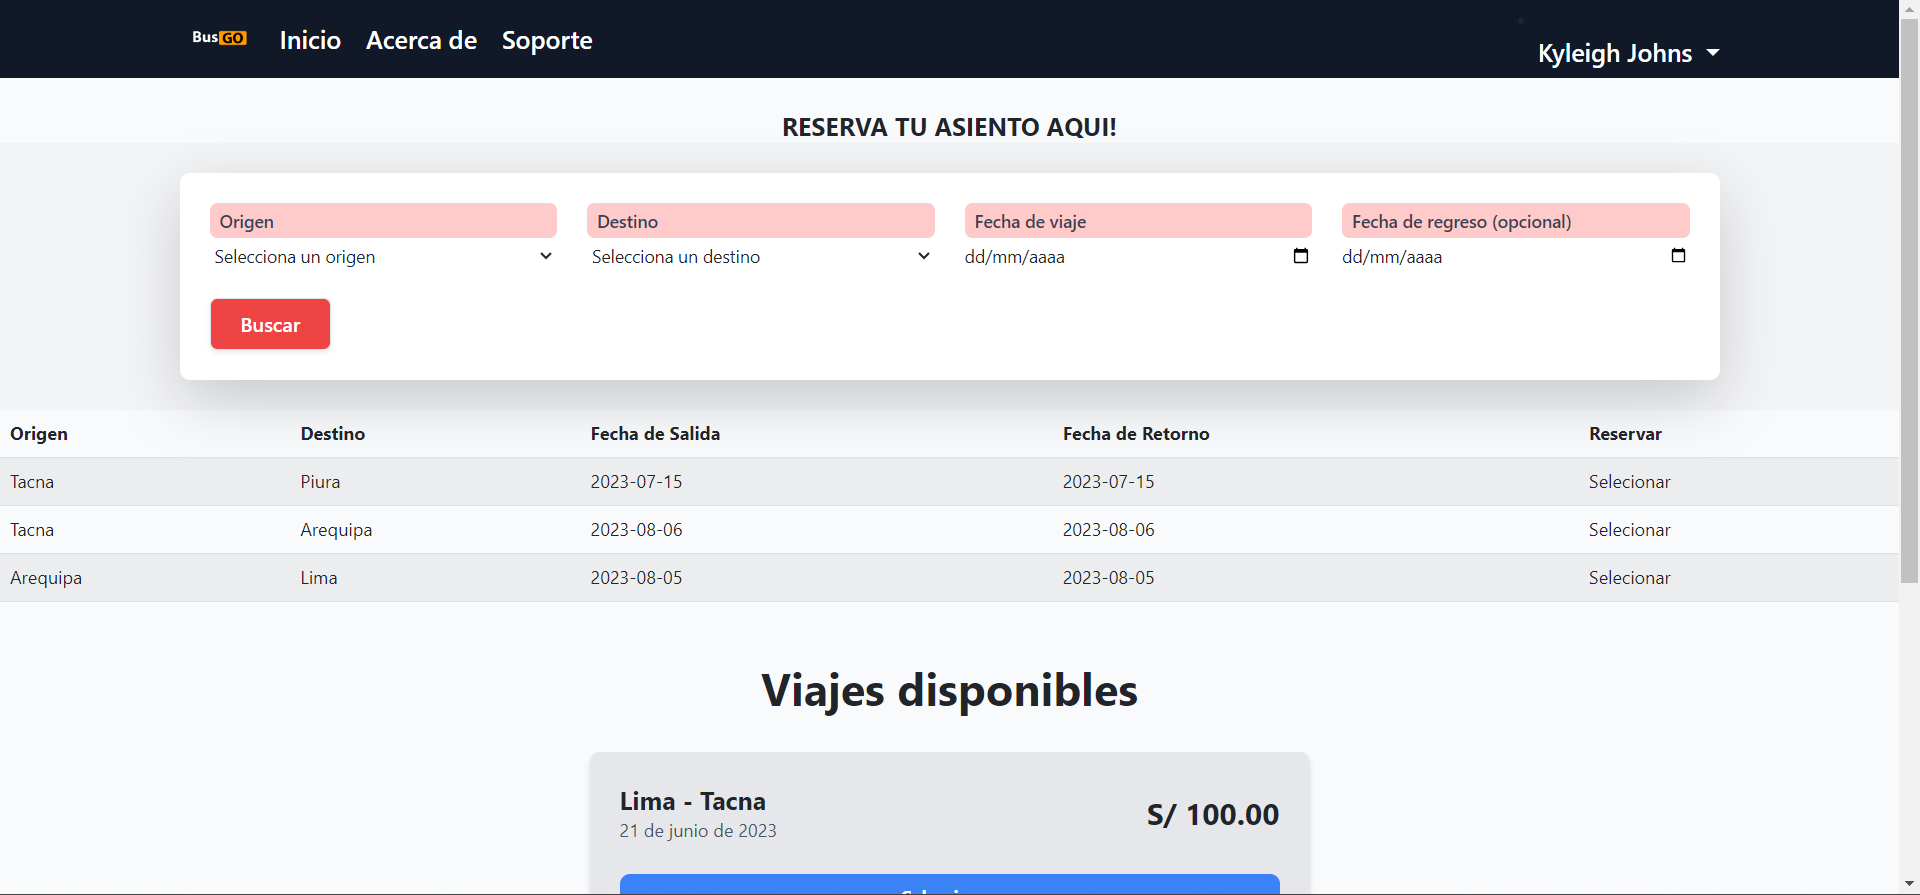 BusGO Inicio Acerca de Soporte Kyleigh Johns
RESERVA TU ASIENTO AQUI!
Origen Destino Fecha de viaje Fecha de regreso (opcional)
Selecciona un origen Selecciona un destino dd/mm/aaaa dd/mm/aaaa
Buscar
Origen Destino Fecha de Salida Fecha de Retorno Reservar
Tacna Piura 2023-07-15 2023-07-15 Selecionar
Tacna Arequipa 2023-08-06 2023-08-06 Selecionar
Arequipa Lima 2023-08-05 2023-08-05 Selecionar
Viajes disponibles
Lima - Tacna S/ 100.00
21 de junio de 2023